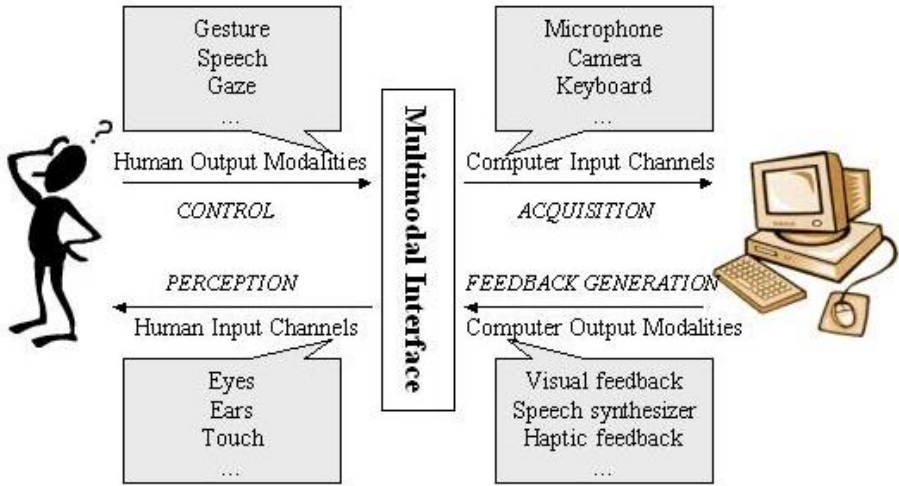 Gesture
Speech
Gaze
...
Microphone
Camera
Keyboard
...
?
Human Output Modalities
CONTROL
Multimodal Interface
Computer Input Channels
ACQUISITION
PERCEPTION
Human Input Channels
FEEDBACK GENERATION
Computer Output Modalities
Eyes
Ears
Touch
...
Visual feedback
Speech synthesizer
Haptic feedback
...